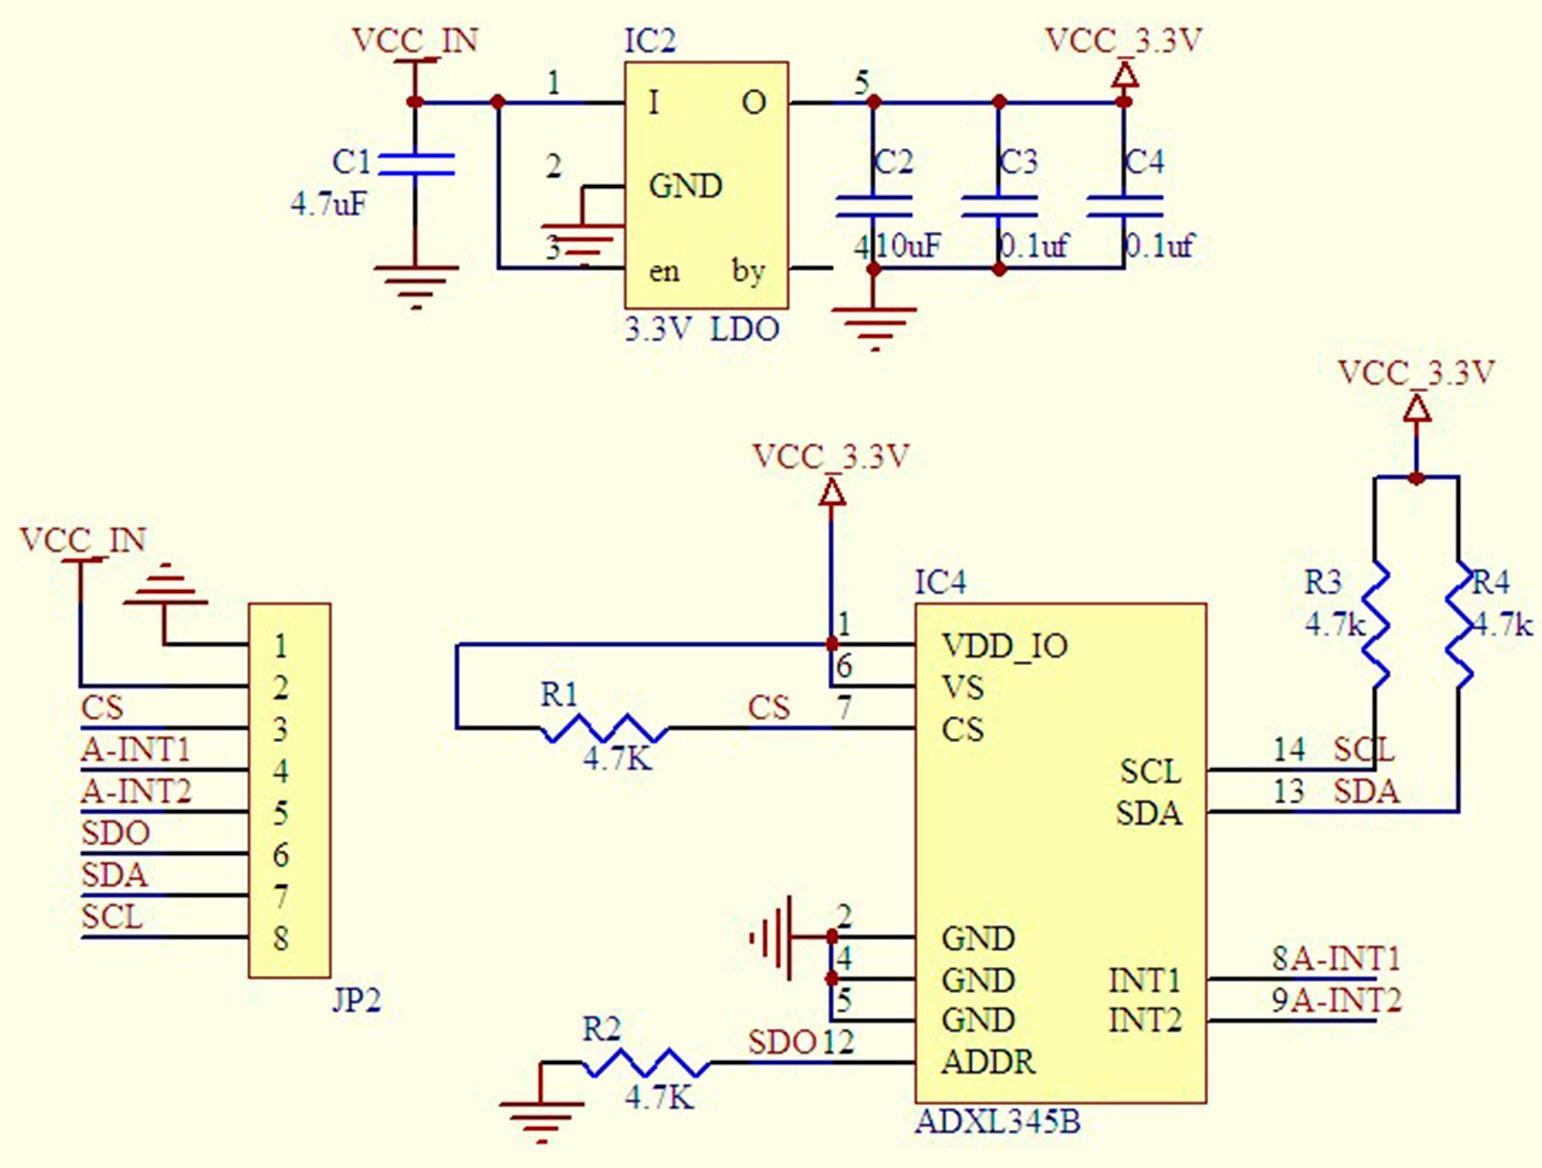 VCC_IN
IC2
VCC_3.3V
1
I
O
5
C1
4.7uF
2
GND
C2
C3
C4
3
en
by
4
10uF
0.1uf
0.1uf
3.3V LDO
VCC_3.3V
VCC_3.3V
VCC_IN
IC4
R3
4.7k
R4
4.7k
1
2
CS
3
A-INT1
4
A-INT2
5
SDO
6
SDA
7
SCL
8
JP2
1
VDD_IO
6
VS
R1
4.7K
CS
7
CS
SCL
14
SCL
SDA
13
SDA
2
GND
4
GND
5
GND
INT1
8
A-INT1
INT2
9
A-INT2
R2
4.7K
SDO
12
ADDR
ADXL345B